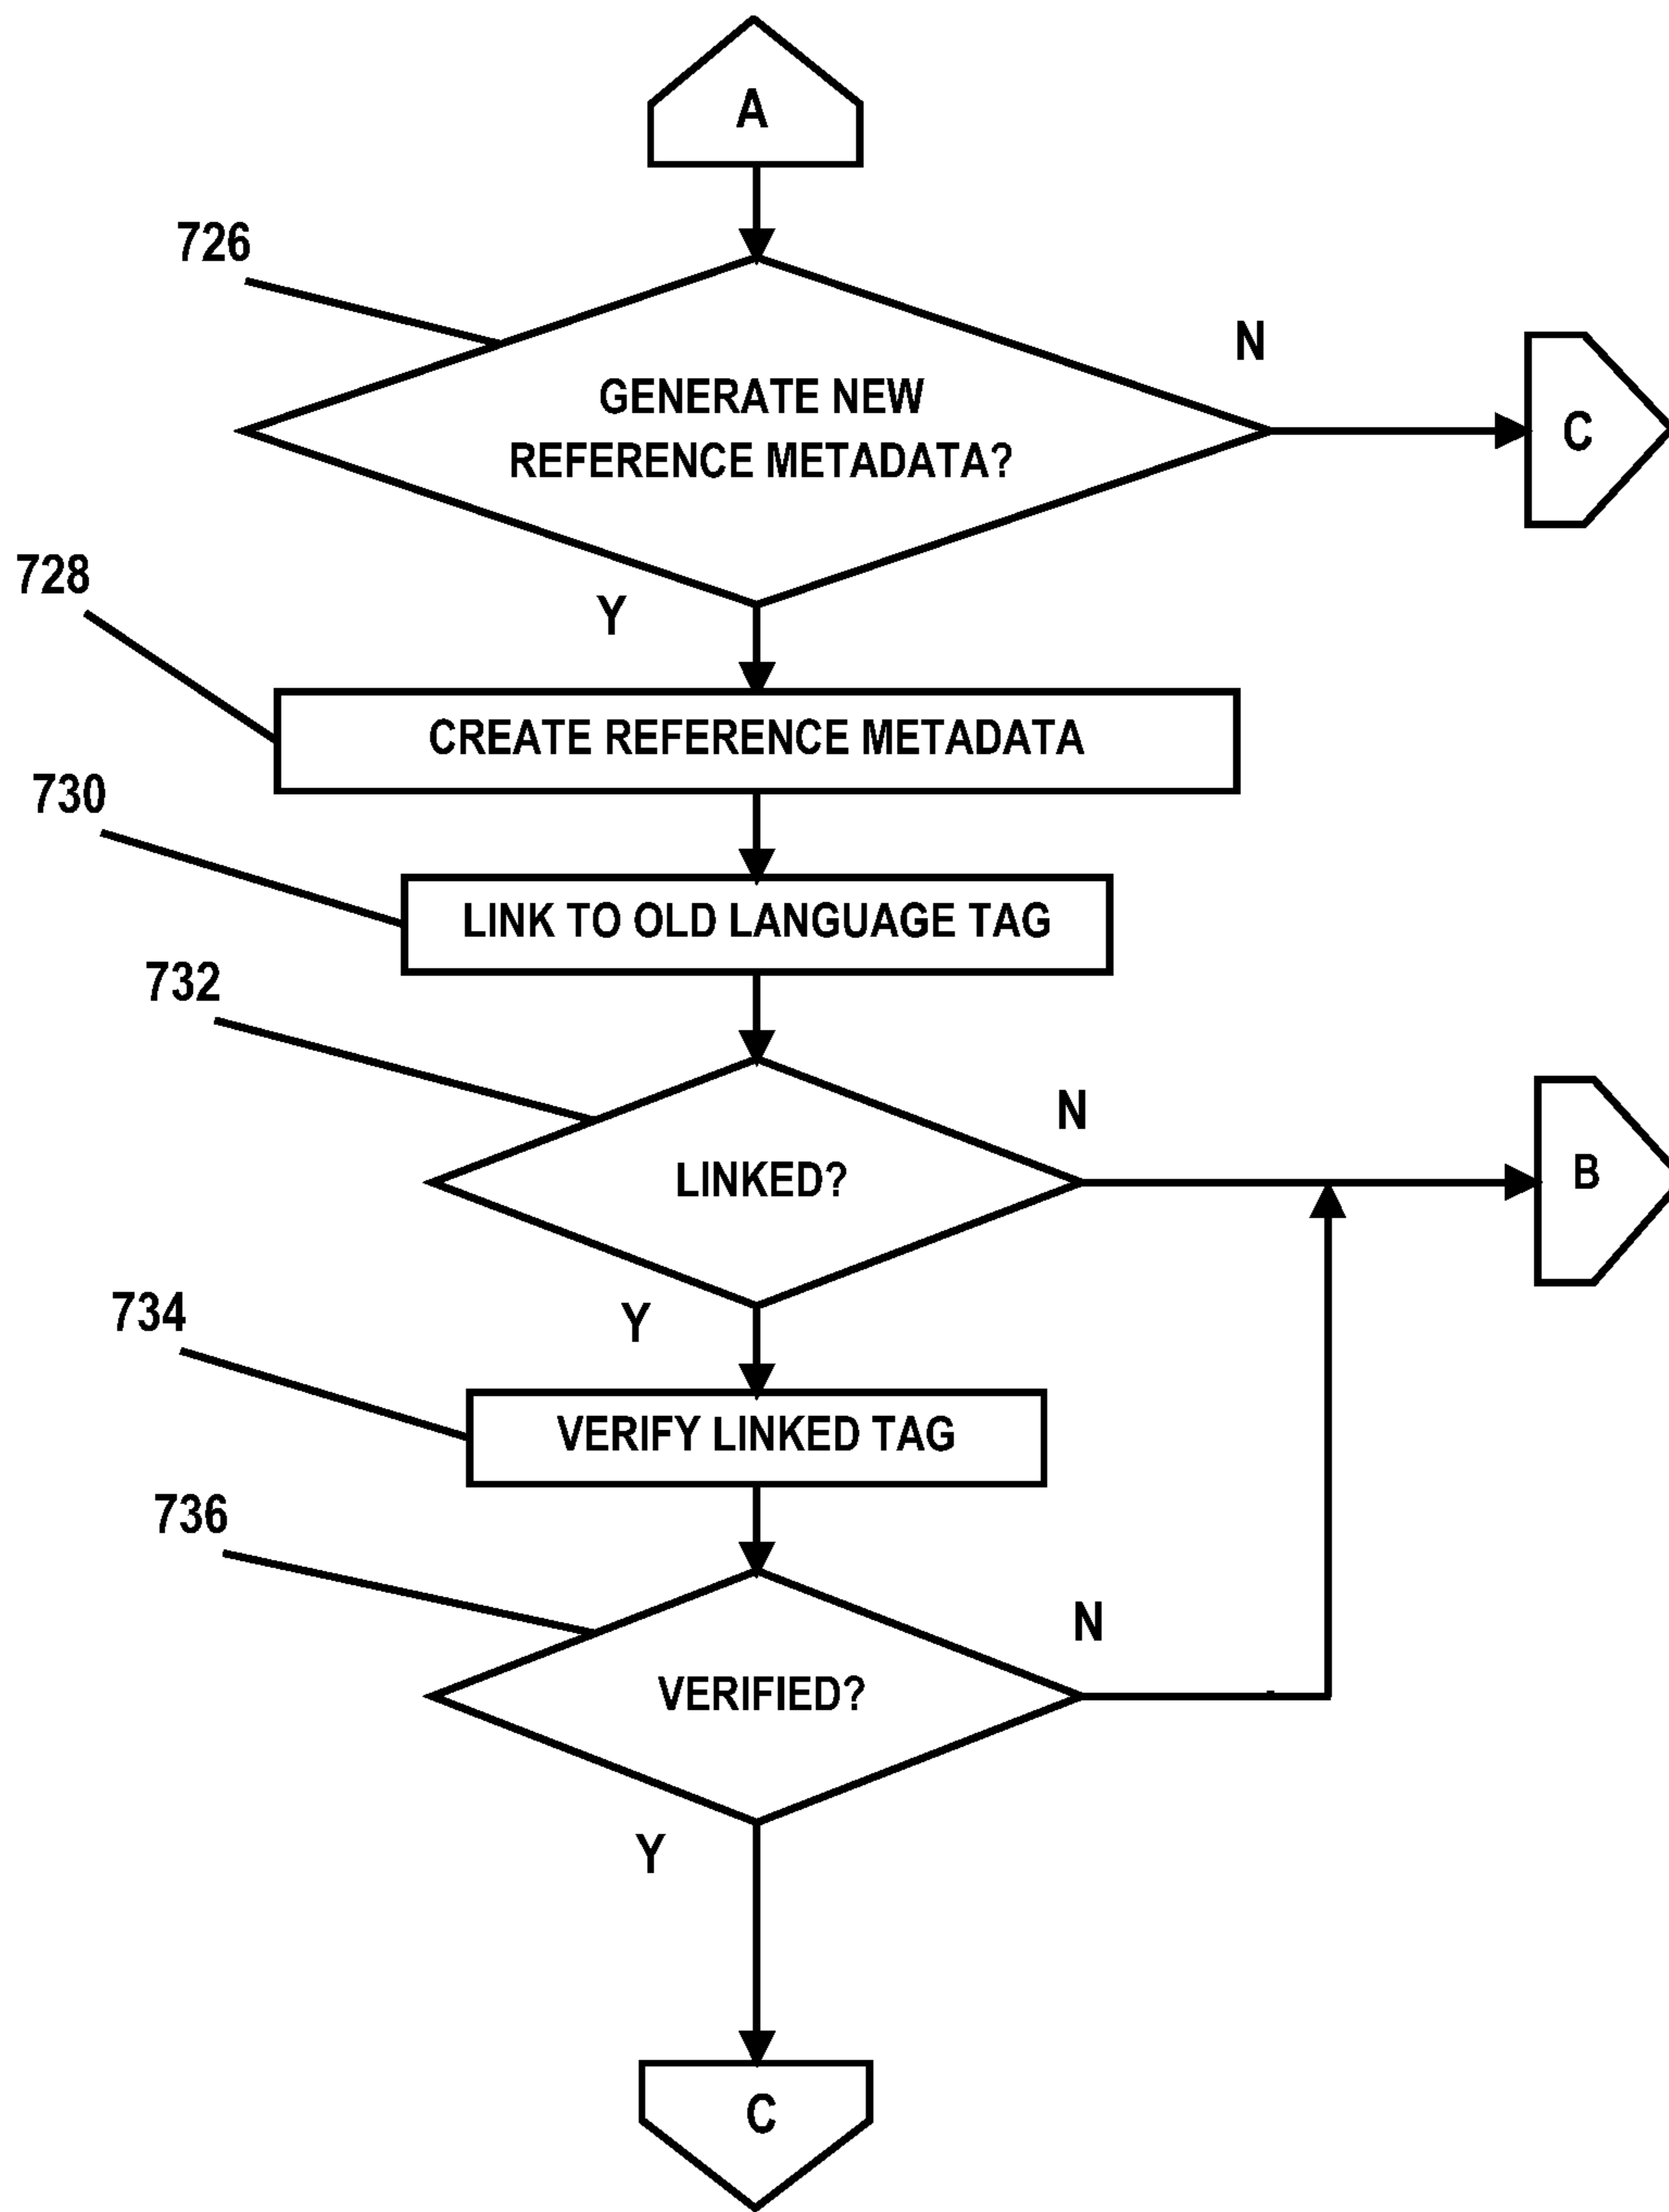 A
726
N
GENERATE NEW
REFERENCE METADATA?
C
728
Y
CREATE REFERENCE METADATA
730
LINK TO OLD LANGUAGE TAG
732
N
LINKED?
B
734
Y
VERIFY LINKED TAG
736
N
VERIFIED?
Y
C